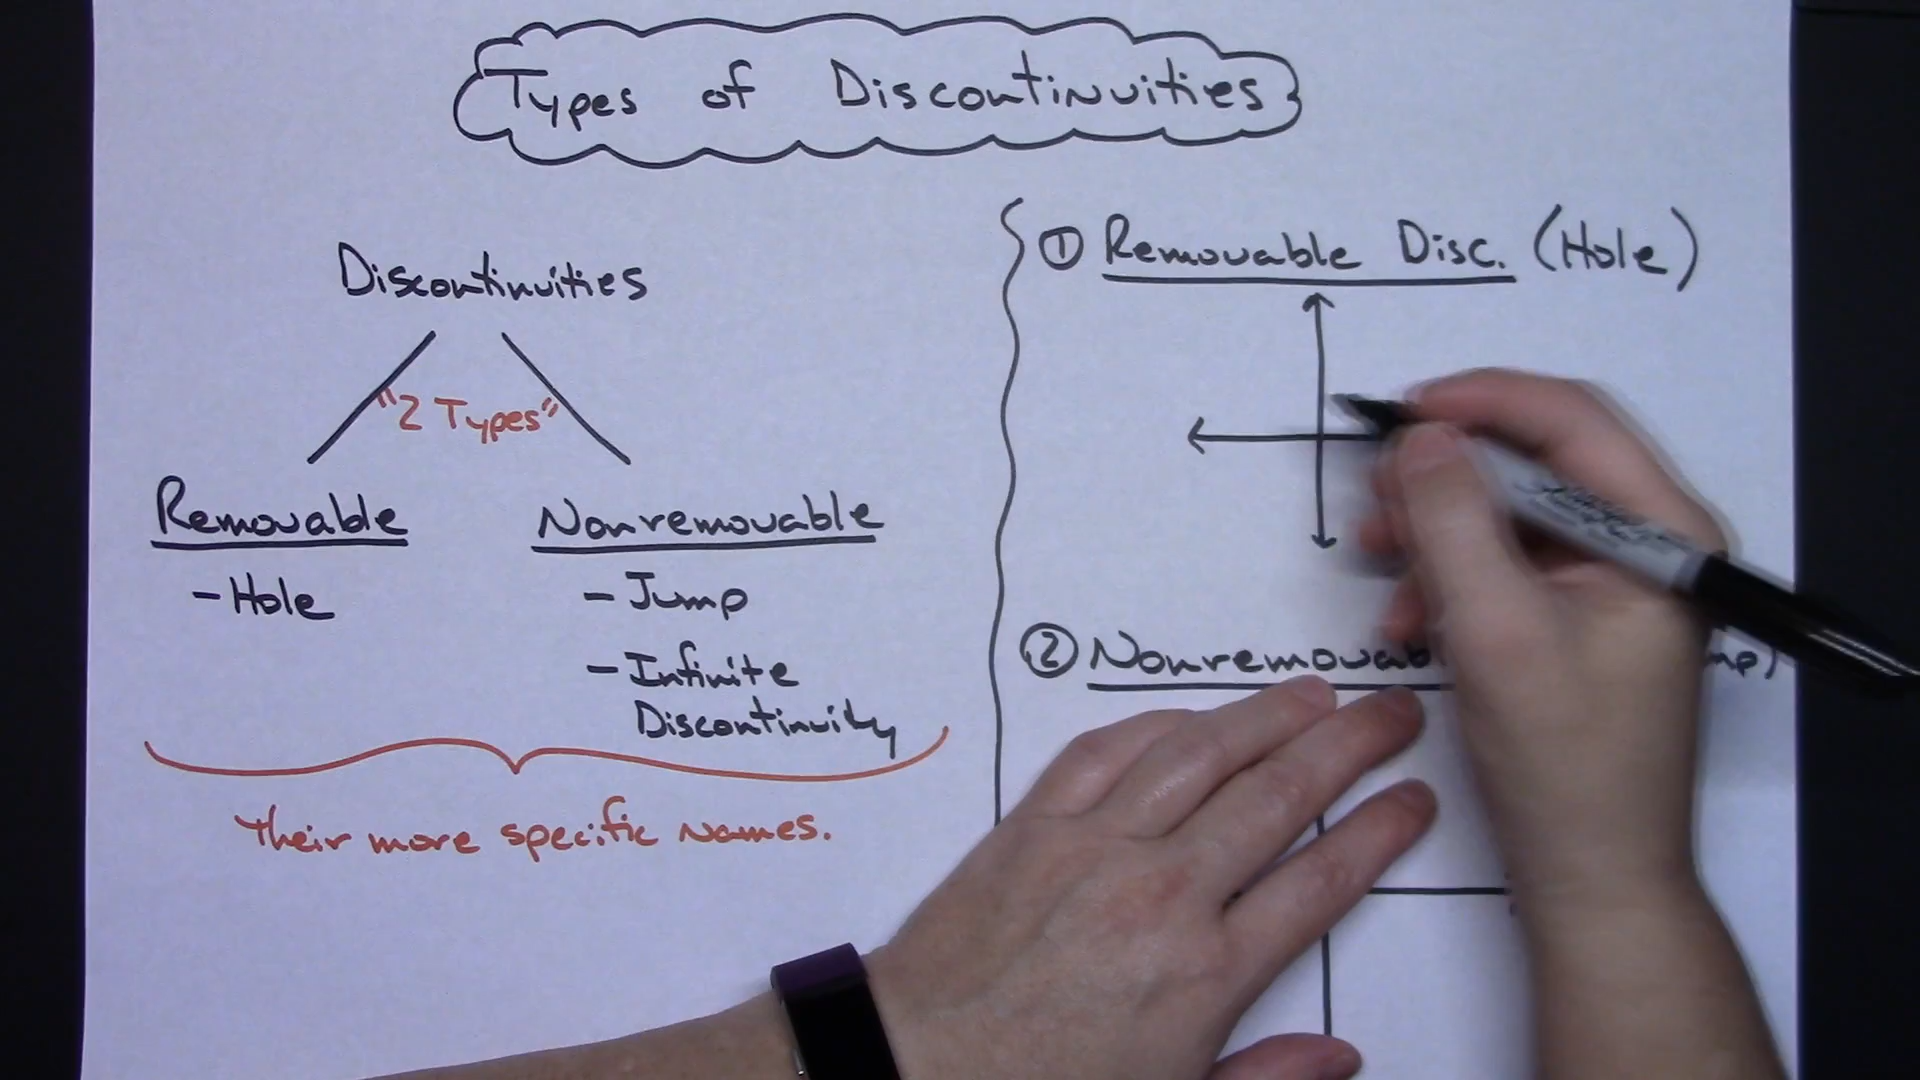 Types of Discontinuities
Discontinuities
"2 Types"
Removable
- Hole
Nonremovable
- Jump
- Infinite
Discontinuity
Their more specific names.
① Removable Disc. (Hole)
② Nonremovab